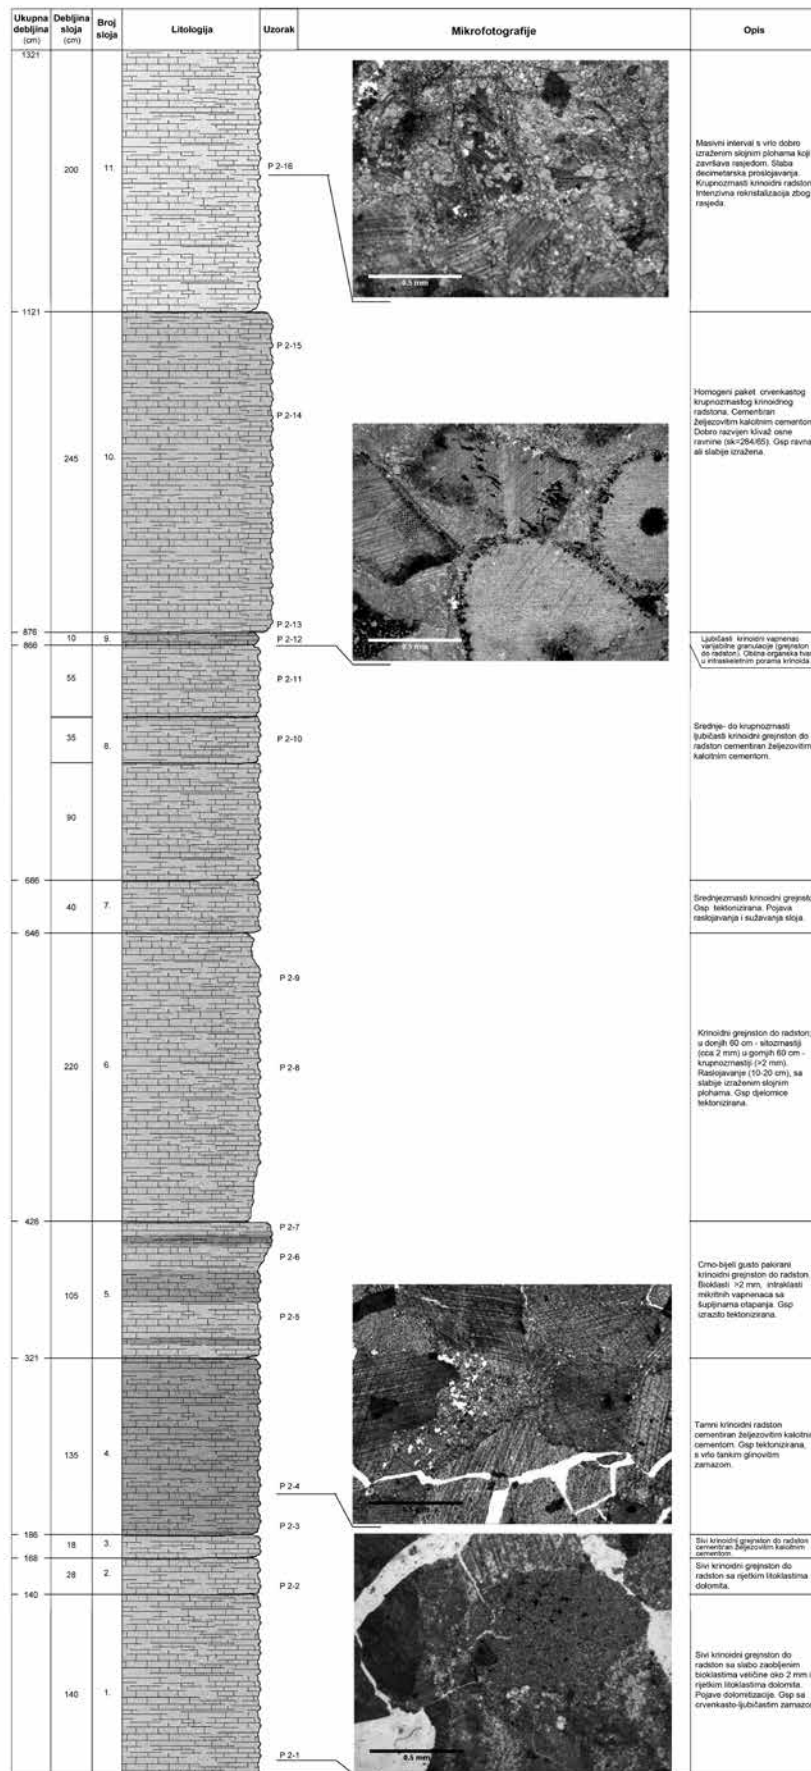 Ukupna debljina (cm)
Debljina sloja (cm)
Broj sloja
Litologija
Uzorak
Mikrofotografije
Opis
1321
200
11.
P 2-16
0.5 mm
Masivni interval s vrlo dobro
izraženim slojnim plohama koji
završava rasjedom. Slaba
decimetarska proslojavanja.
Krupnozrnasti krinoidni radston
Intenzivna rekristalizacija zbog
rasjeda.
1121
245
10.
P 2-15
P 2-14
P 2-13
0.5 mm
Homogeni paket crvenkastog
krupnozrnastog krinoidnog
radstona. Cementiran
željezovitim kalcitnim cementom
Dobro razvijen klivaž osne
ravnine (sk=284/65). Gsp ravna
ali slabije izražena.
876
10
9.
P 2-12
Ljubičasti krinoidni vapnenac
varijabilne granulacije (grejnston
do radston). Obilna organska tvar
u intraskeletnim porama krinoida.
866
55
P 2-11
35
8.
P 2-10
90
Srednje- do krupnozrnasti
ljubičasti krinoidni grejnston do
radston cementiran željezovitim
kalcitnim cementom.
686
40
7.
Srednjezrnasti krinoidni grejnsto
Gsp tektonizirana. Pojava
raslojavanja i sužavanja sloja.
646
220
6.
P 2-9
P 2-8
Krinoidni grejnston do radston;
u donjih 60 cm - sitozrnastiji
(cca 2 mm) u gornjih 60 cm -
krupnozrnastiji (>2 mm).
Raslojavanje (10-20 cm), sa
slabije izraženim slojnim
plohama. Gsp djelomice
tektonizirana.
426
105
5.
P 2-7
P 2-6
P 2-5
Crno-bijeli gusto pakirani
krinoidni grejnston do radston.
Bioklasti >2 mm, intraklasti
mikritnih vapnenaca sa
šupljinama otapanja. Gsp
izrazito tektonizirana.
321
135
4.
P 2-4
P 2-3
Tamni krinoidni radston
cementiran željezovitim kalcitni
cementom. Gsp tektonizirana,
s vrlo tankim glinovitim
zamazom.
186
18
3.
Sivi krinoidni grejnston do radston
cementiran željezovitim kalcitnim
cementom.
168
28
2.
P 2-2
Sivi krinoidni grejnston do
radston sa rijetkim litoklastima
dolomita.
140
140
1.
P 2-1
0.5 mm
Sivi krinoidni grejnston do
radston sa slabo zaobljenim
bioklastima veličine oko 2 mm i
rijetkim litoklastima dolomita.
Pojave dolomitizacije. Gsp sa
crvenkasto-ljubičastim zamazo